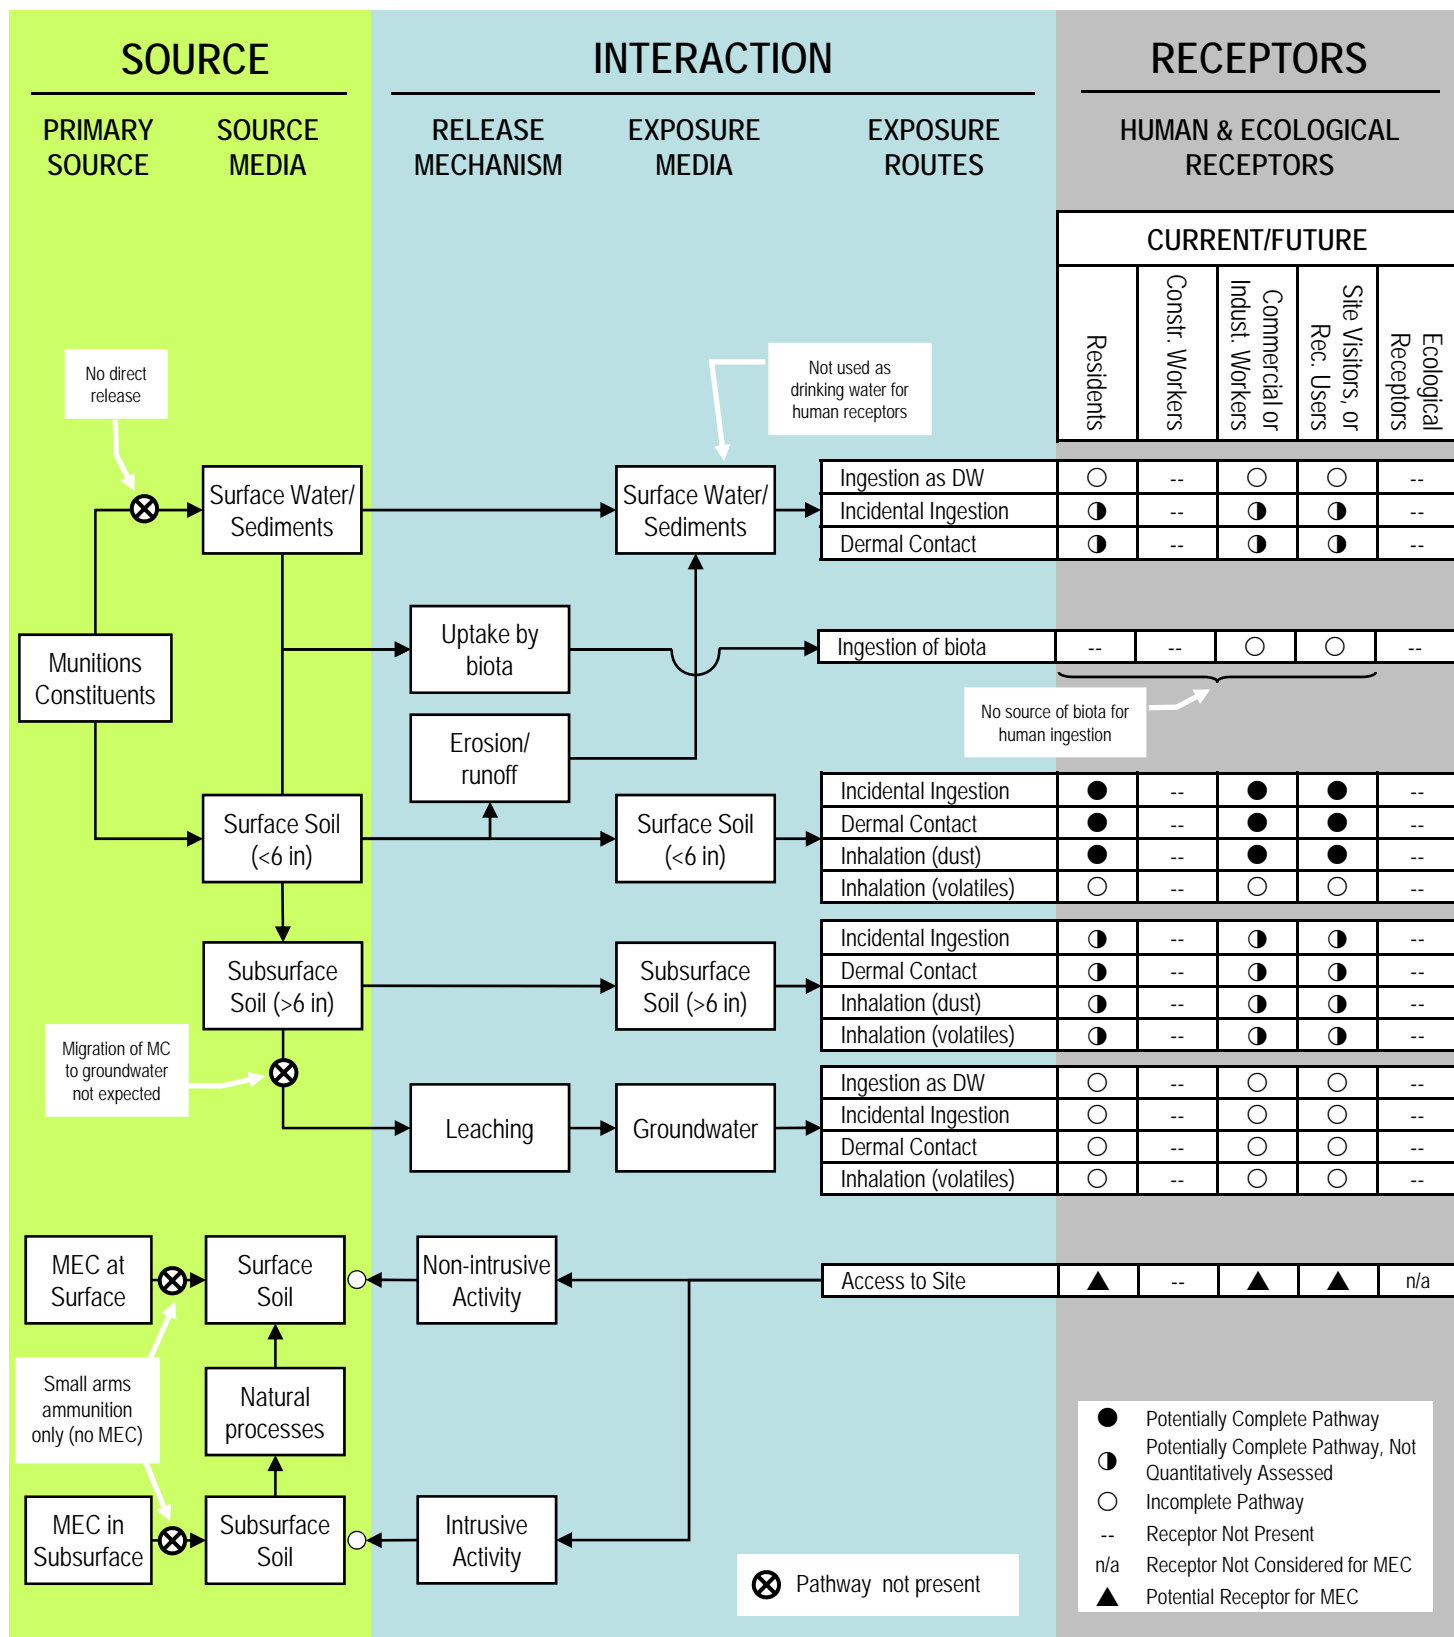 SOURCE
INTERACTION
RECEPTORS
PRIMARY
SOURCE
SOURCE
MEDIA
RELEASE
MECHANISM
EXPOSURE
MEDIA
EXPOSURE
ROUTES
HUMAN & ECOLOGICAL
RECEPTORS
CURRENT/FUTURE
Residents
Constr. Workers
Commercial or
Indust. Workers
Site Visitors, or
Rec. Users
Ecological
Receptors
No direct
release
Not used as
drinking water for
human receptors
Surface Water/
Sediments
Surface Water/
Sediments
Ingestion as DW ○ -- ○ ○ --
Incidental Ingestion ◑ -- ◑ ◑ --
Dermal Contact ◑ -- ◑ ◑ --
Munitions
Constituents
Uptake by
biota
Ingestion of biota -- -- ○ ○ --
No source of biota for
human ingestion
Erosion/
runoff
Surface Soil
(<6 in)
Surface Soil
(<6 in)
Incidental Ingestion ● -- ● ● --
Dermal Contact ● -- ● ● --
Inhalation (dust) ● -- ● ● --
Inhalation (volatiles) ○ -- ○ ○ --
Subsurface
Soil (>6 in)
Subsurface
Soil (>6 in)
Incidental Ingestion ◑ -- ◑ ◑ --
Dermal Contact ◑ -- ◑ ◑ --
Inhalation (dust) ◑ -- ◑ ◑ --
Inhalation (volatiles) ◑ -- ◑ ◑ --
Migration of MC
to groundwater
not expected
Leaching
Groundwater
Ingestion as DW ○ -- ○ ○ --
Incidental Ingestion ○ -- ○ ○ --
Dermal Contact ○ -- ○ ○ --
Inhalation (volatiles) ○ -- ○ ○ --
MEC at
Surface
Surface
Soil
Non-intrusive
Activity
Access to Site ▲ -- ▲ ▲ n/a
Small arms
ammunition
only (no MEC)
Natural
processes
MEC in
Subsurface
Subsurface
Soil
Intrusive
Activity
⊗ Pathway not present
● Potentially Complete Pathway
◑ Potentially Complete Pathway, Not
Quantitatively Assessed
○ Incomplete Pathway
-- Receptor Not Present
n/a Receptor Not Considered for MEC
▲ Potential Receptor for MEC